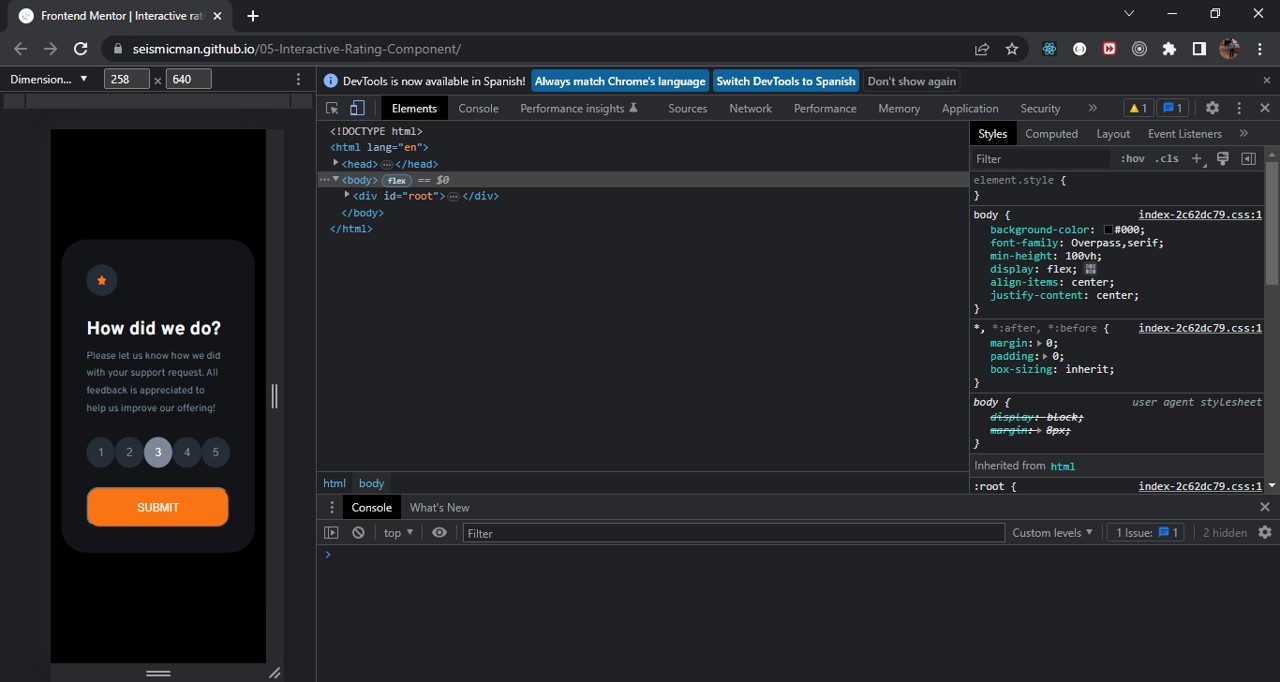 Frontend Mentor | Interactive rati
seismicman.github.io/05-Interactive-Rating-Component/
Dimension... ▼ 258 × 640
DevTools is now available in Spanish! Always match Chrome's language Switch DevTools to Spanish Don't show again
Elements Console Performance insights Sources Network Performance Memory Application Security » 1 1
<!DOCTYPE html>
<html lang="en">
<head> … </head>
<body> flex == $0
<div id="root"> … </div>
</body>
</html>
How did we do?
Please let us know how we did
with your support request. All
feedback is appreciated to
help us improve our offering!
1 2 3 4 5
SUBMIT
Styles Computed Layout Event Listeners »
Filter :hov .cls +
element.style {
}
body { index-2c62dc79.css:1
background-color: #000;
font-family: Overpass,serif;
min-height: 100vh;
display: flex;
align-items: center;
justify-content: center;
}
*, *:after, *:before { index-2c62dc79.css:1
margin: 0;
padding: 0;
box-sizing: inherit;
}
body { user agent stylesheet
display: block;
margin: 8px;
}
Inherited from html
:root { index-2c62dc79.css:1
html body
Console What's New
top ▼ Filter Custom levels ▼ 1 Issue: 1 2 hidden